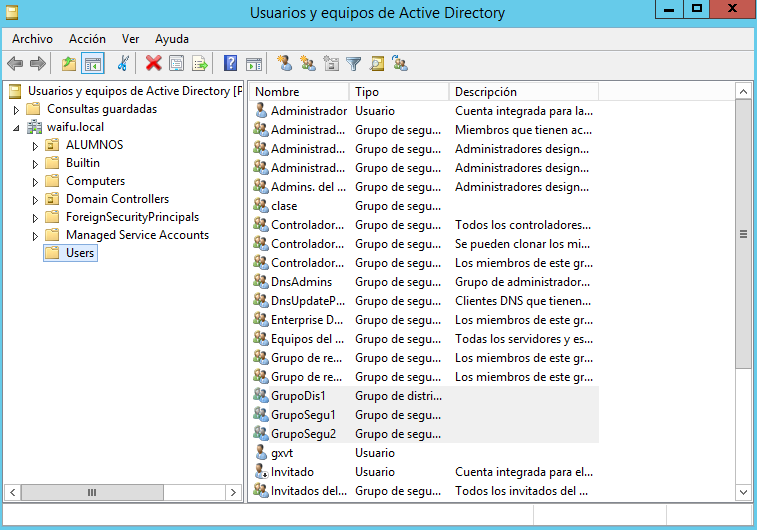 Usuarios y equipos de Active Directory
Archivo Acción Ver Ayuda
Usuarios y equipos de Active Directory [P
Consultas guardadas
waifu.local
ALUMNOS
Builtin
Computers
Domain Controllers
ForeignSecurityPrincipals
Managed Service Accounts
Users
Nombre Tipo Descripción
Administrador Usuario Cuenta integrada para la...
Administrad... Grupo de segu... Miembros que tienen ac...
Administrad... Grupo de segu... Administradores design...
Administrad... Grupo de segu... Administradores design...
Admins. del ... Grupo de segu... Administradores design...
clase Grupo de segu...
Controlador... Grupo de segu... Todos los controladores...
Controlador... Grupo de segu... Se pueden clonar los mi...
Controlador... Grupo de segu... Los miembros de este gr...
DnsAdmins Grupo de segu... Grupo de administrador...
DnsUpdateP... Grupo de segu... Clientes DNS que tienen...
Enterprise D... Grupo de segu... Los miembros de este gr...
Equipos del ... Grupo de segu... Todas los servidores y es...
Grupo de re... Grupo de segu... Los miembros de este gr...
Grupo de re... Grupo de segu... Los miembros de este gr...
GrupoDis1 Grupo de distri...
GrupoSegu1 Grupo de segu...
GrupoSegu2 Grupo de segu...
gxvt Usuario
Invitado Usuario Cuenta integrada para el...
Invitados del... Grupo de segu... Todos los invitados del ...